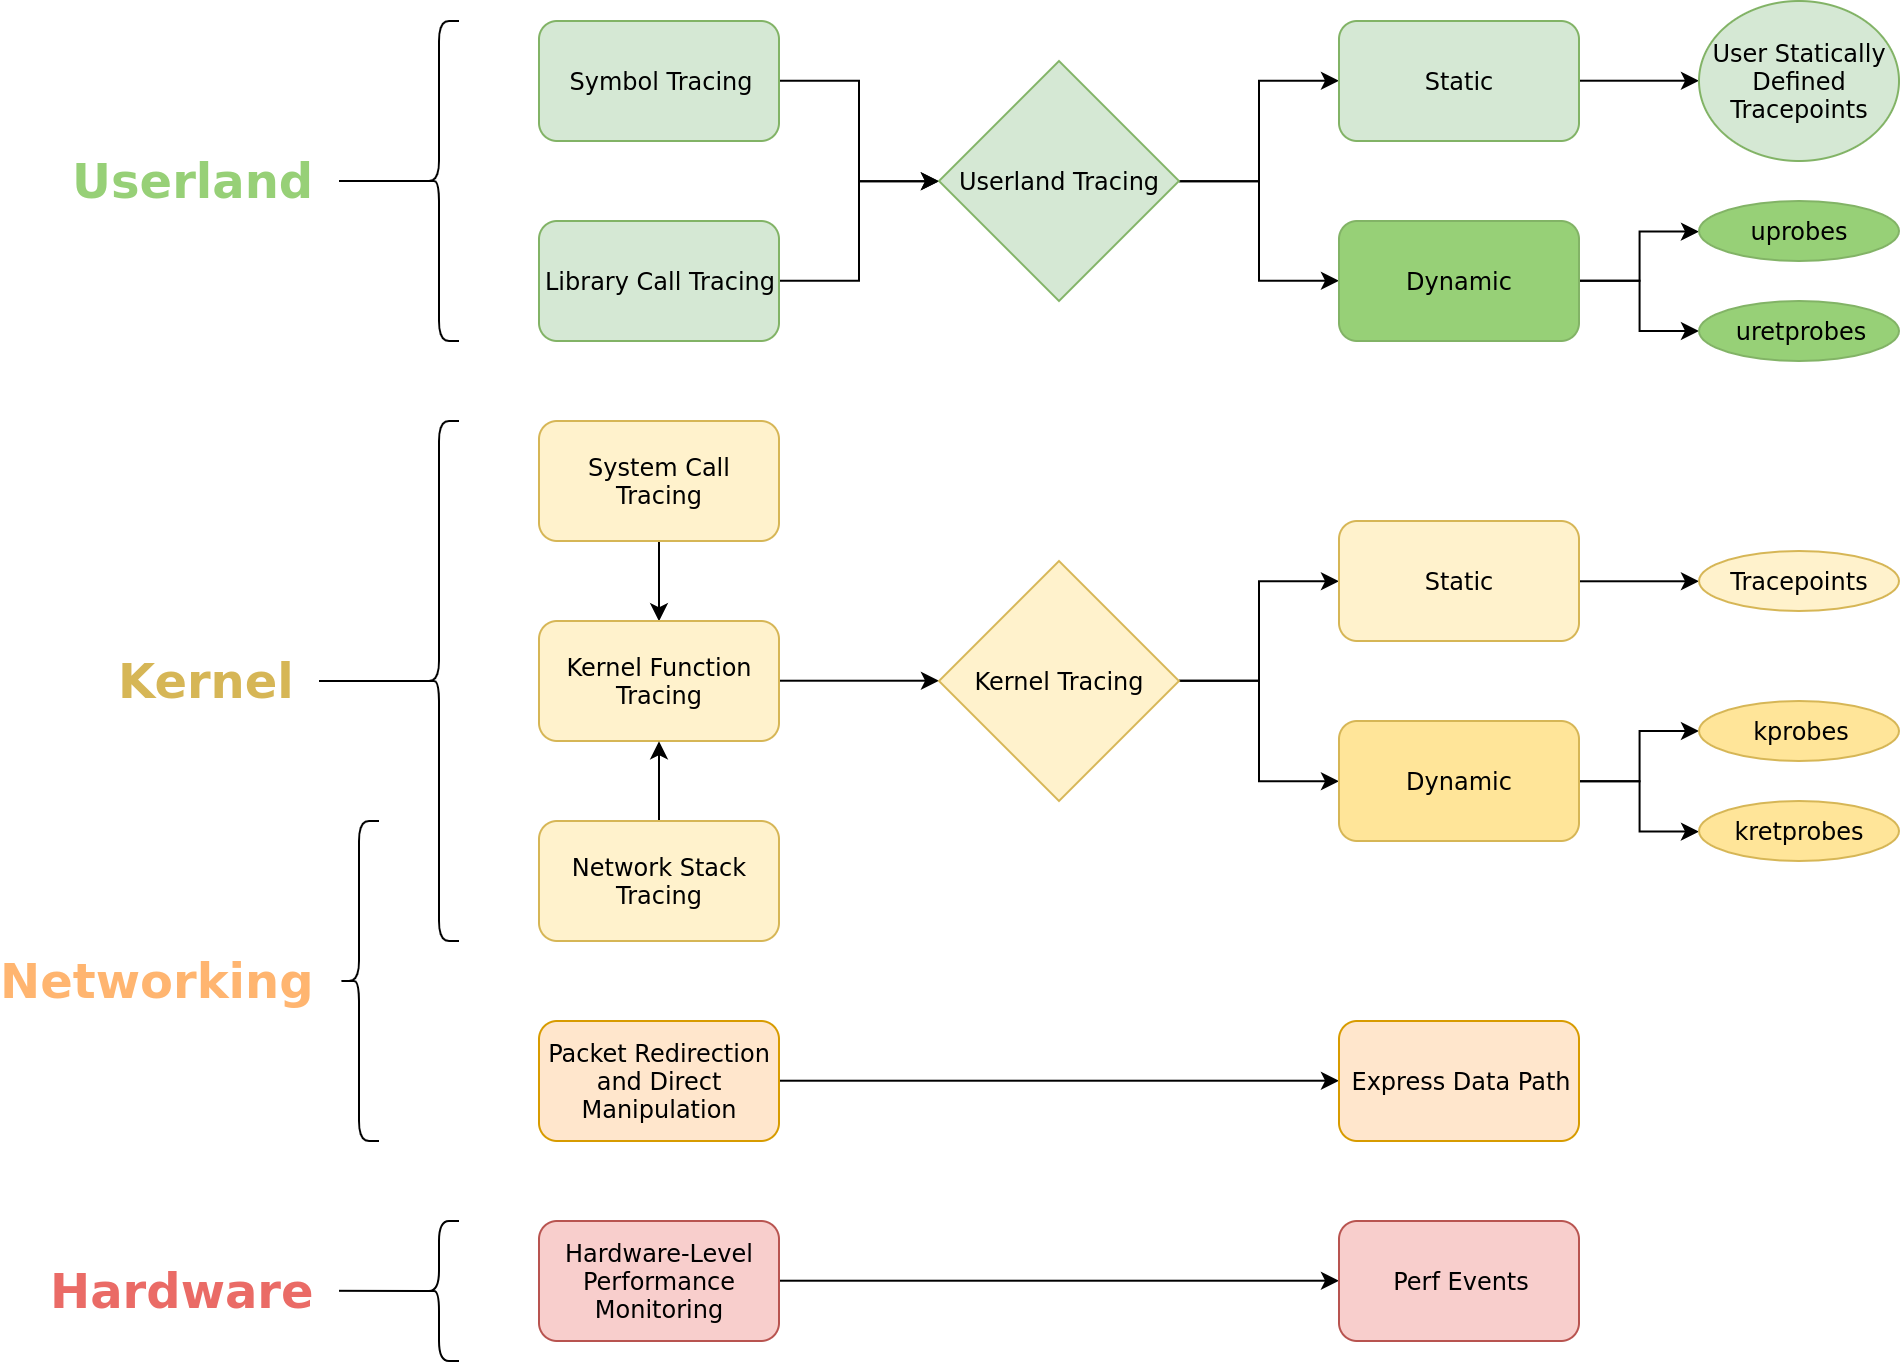 Userland
Symbol Tracing
Library Call Tracing
Userland Tracing
Static
User Statically
Defined
Tracepoints
Dynamic
uprobes
uretprobes
Kernel
System Call
Tracing
Kernel Function
Tracing
Network Stack
Tracing
Kernel Tracing
Static
Tracepoints
Dynamic
kprobes
kretprobes
Networking
Packet Redirection
and Direct
Manipulation
Express Data Path
Hardware
Hardware-Level
Performance
Monitoring
Perf Events